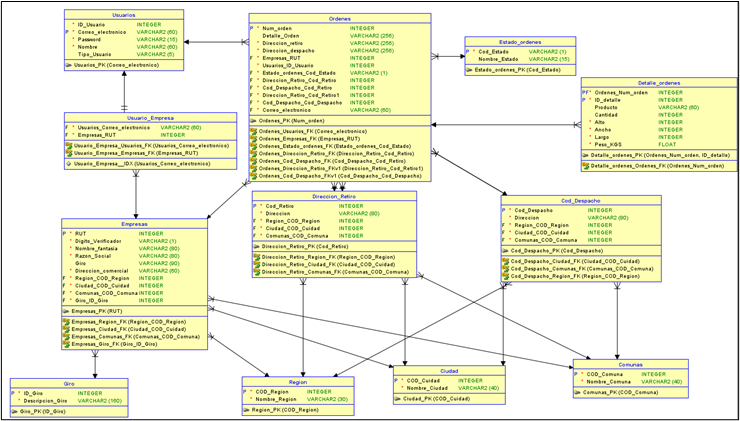 Usuarios
* ID_Usuario INTEGER
P * Correo_electronico VARCHAR2 (60)
* Password VARCHAR2 (15)
* Nombre VARCHAR2 (60)
* Tipo_Usuario VARCHAR2 (5)
Usuarios_PK (Correo_electronico)
Ordenes
P * Num_orden INTEGER
Detalle_Orden VARCHAR2 (256)
* Direccion_retiro VARCHAR2 (255)
* Direccion_despacho VARCHAR2 (256)
F * Empresas_RUT INTEGER
* Usuarios_ID_Usuario INTEGER
F * Estado_ordenes_Cod_Estado VARCHAR2 (1)
F * Direccion_Retiro_Cod_Retiro INTEGER
F * Cod_Despacho_Cod_Retiro INTEGER
F * Direccion_Retiro_Cod_Retiro1 INTEGER
F * Cod_Despacho_Cod_Despacho INTEGER
F * Correo_electronico VARCHAR2 (60)
Ordenes_PK (Num_orden)
Ordenes_Usuarios_FK (Correo_electronico)
Ordenes_Empresas_FK (Empresas_RUT)
Ordenes_Estado_ordenes_FK (Estado_ordenes_Cod_Estado)
Ordenes_Direccion_Retiro_FK (Direccion_Retiro_Cod_Retiro)
Ordenes_Cod_Despacho_FK (Cod_Despacho_Cod_Retiro)
Ordenes_Direccion_Retiro_FKv1 (Direccion_Retiro_Cod_Retiro1)
Ordenes_Cod_Despacho_FKv1 (Cod_Despacho_Cod_Despacho)
Estado_ordenes
P * Cod_Estado VARCHAR2 (1)
* Nombre_Estado VARCHAR2 (15)
Estado_ordenes_PK (Cod_Estado)
Detalle_ordenes
PF* Ordenes_Num_orden INTEGER
P * ID_detalle INTEGER
* Producto VARCHAR2 (60)
* Cantidad INTEGER
* Alto INTEGER
* Ancho INTEGER
* Largo INTEGER
* Peso_KGS FLOAT
Detalle_ordenes_PK (Ordenes_Num_orden, ID_detalle)
Detalle_ordenes_Ordenes_FK (Ordenes_Num_orden)
Usuario_Empresa
F * Usuarios_Correo_electronico VARCHAR2 (60)
F * Empresas_RUT INTEGER
Usuario_Empresa_Usuarios_FK (Usuarios_Correo_electronico)
Usuario_Empresa_Empresas_FK (Empresas_RUT)
Usuario_Empresa__IDX (Usuarios_Correo_electronico)
Empresas
P * RUT INTEGER
* Digito_Verificador VARCHAR2 (1)
* Nombre_fantasia VARCHAR2 (80)
* Razon_Social VARCHAR2 (80)
Giro VARCHAR2 (90)
* Direccion_comercial VARCHAR2 (60)
F * Region_COD_Region INTEGER
F * Ciudad_COD_Cuidad INTEGER
F * Comunas_COD_Comuna INTEGER
F * Giro_ID_Giro INTEGER
Empresas_PK (RUT)
Empresas_Region_FK (Region_COD_Region)
Empresas_Ciudad_FK (Ciudad_COD_Cuidad)
Empresas_Comunas_FK (Comunas_COD_Comuna)
Empresas_Giro_FK (Giro_ID_Giro)
Direccion_Retiro
P * Cod_Retiro INTEGER
* Direccion VARCHAR2 (80)
F * Region_COD_Region INTEGER
F * Ciudad_COD_Cuidad INTEGER
F * Comunas_COD_Comuna INTEGER
Direccion_Retiro_PK (Cod_Retiro)
Direccion_Retiro_Region_FK (Region_COD_Region)
Direccion_Retiro_Ciudad_FK (Ciudad_COD_Cuidad)
Direccion_Retiro_Comunas_FK (Comunas_COD_Comuna)
Cod_Despacho
P * Cod_Despacho INTEGER
* Direccion VARCHAR2 (80)
F * Region_COD_Region INTEGER
F * Ciudad_COD_Cuidad INTEGER
F * Comunas_COD_Comuna INTEGER
Cod_Despacho_PK (Cod_Despacho)
Cod_Despacho_Ciudad_FK (Ciudad_COD_Cuidad)
Cod_Despacho_Comunas_FK (Comunas_COD_Comuna)
Cod_Despacho_Region_FK (Region_COD_Region)
Giro
P * ID_Giro INTEGER
* Descripcion_Giro VARCHAR2 (160)
Giro_PK (ID_Giro)
Region
P * COD_Region INTEGER
* Nombre_Region VARCHAR2 (30)
Region_PK (COD_Region)
Ciudad
P * COD_Cuidad INTEGER
* Nombre_Ciudad VARCHAR2 (40)
Ciudad_PK (COD_Cuidad)
Comunas
P * COD_Comuna INTEGER
* Nombre_Comuna VARCHAR2 (40)
Comunas_PK (COD_Comuna)